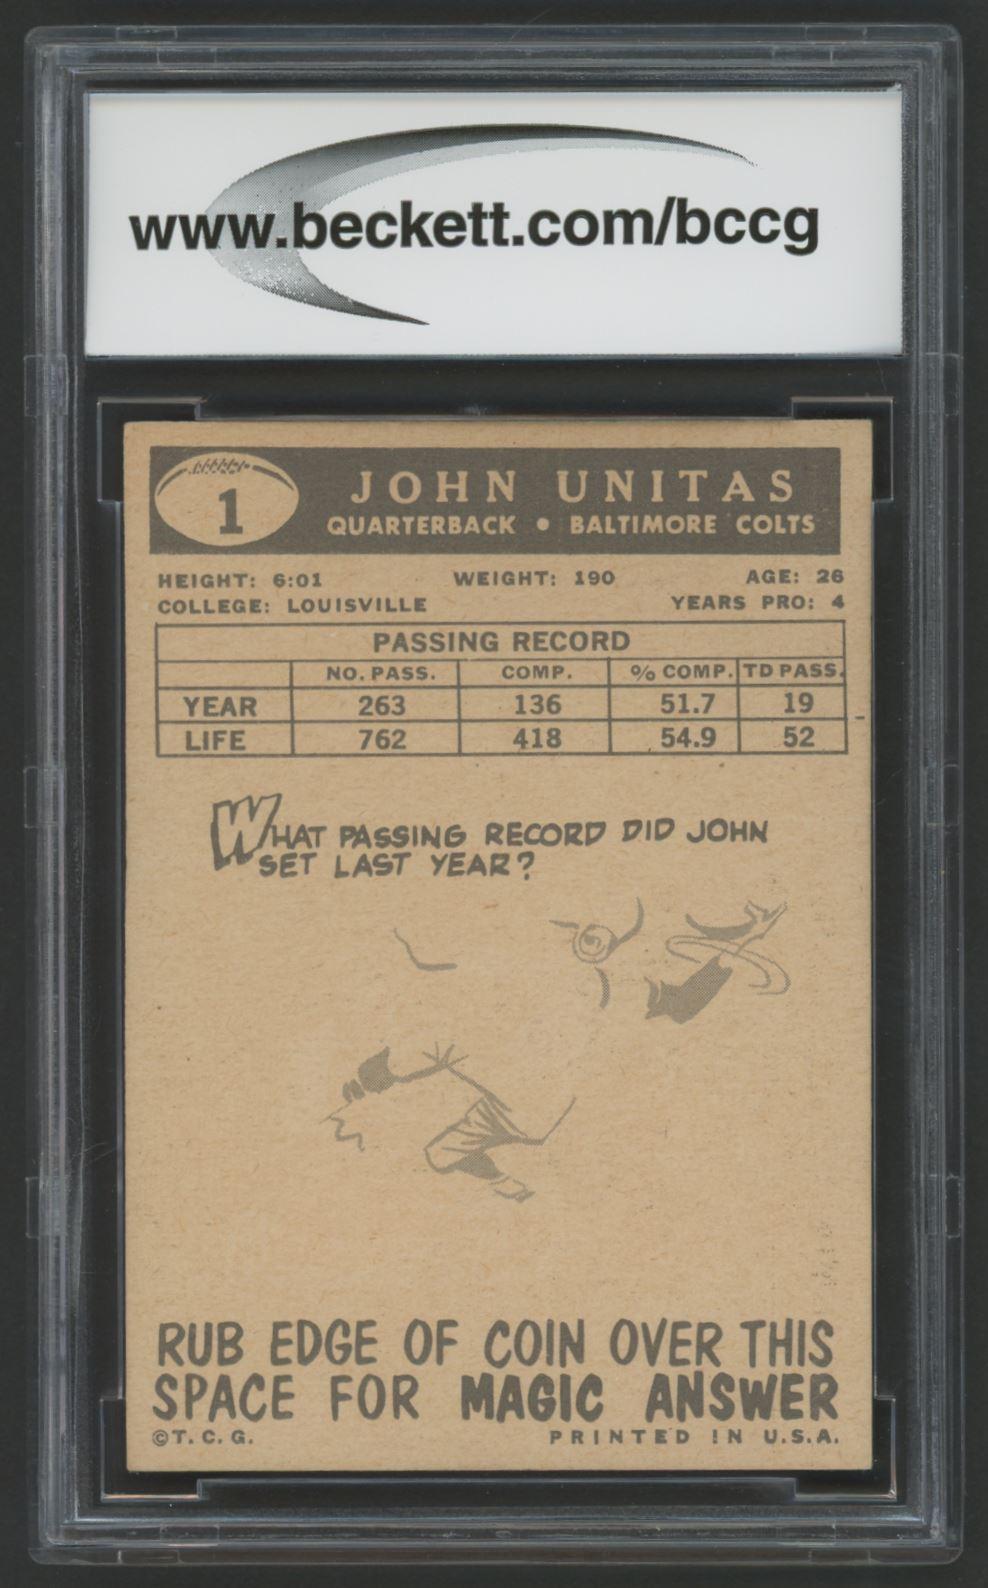 www.beckett.com/bccg
1
JOHN UNITAS
QUARTERBACK • BALTIMORE COLTS
HEIGHT: 6:01 WEIGHT: 190 AGE: 26
COLLEGE: LOUISVILLE YEARS PRO: 4
PASSING RECORD
NO. PASS. COMP. % COMP. TD PASS.
YEAR 263 136 51.7 19
LIFE 762 418 54.9 52
WHAT PASSING RECORD DID JOHN
SET LAST YEAR?
RUB EDGE OF COIN OVER THIS
SPACE FOR MAGIC ANSWER
©T. C. G. PRINTED IN U.S.A.